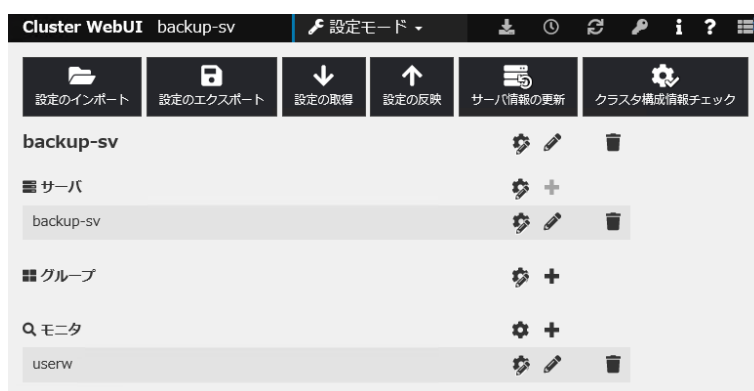 Cluster WebUI backup-sv 設定モード
設定のインポート 設定のエクスポート 設定の取得 設定の反映 サーバ情報の更新 クラスタ構成情報チェック
backup-sv
サーバ
backup-sv
グループ
モニタ
userw